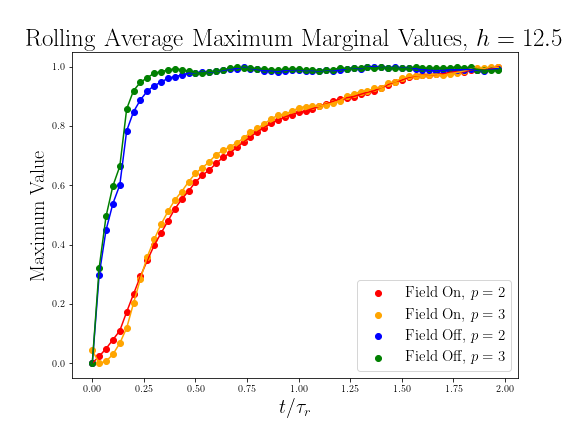 Rolling Average Maximum Marginal Values, h = 12.5
Maximum Value
1.0
0.8
0.6
0.4
0.2
0.0
Field On, p = 2
Field On, p = 3
Field Off, p = 2
Field Off, p = 3
0.00 0.25 0.50 0.75 1.00 1.25 1.50 1.75 2.00
t/τ_r